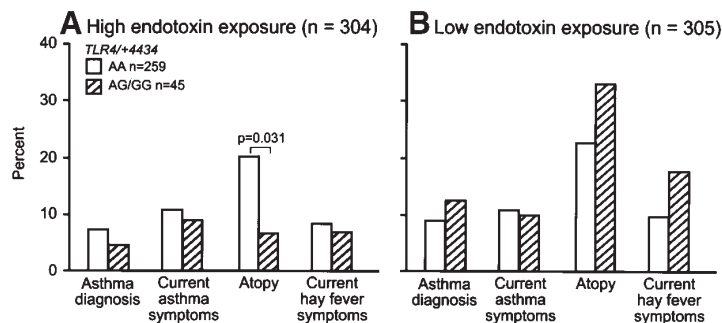 A High endotoxin exposure (n = 304)
TLR4/+4434
AA n=259
AG/GG n=45
Percent
40
30
20
10
0
p=0.031
Asthma diagnosis
Current asthma symptoms
Atopy
Current hay fever symptoms
B Low endotoxin exposure (n = 305)
Asthma diagnosis
Current asthma symptoms
Atopy
Current hay fever symptoms